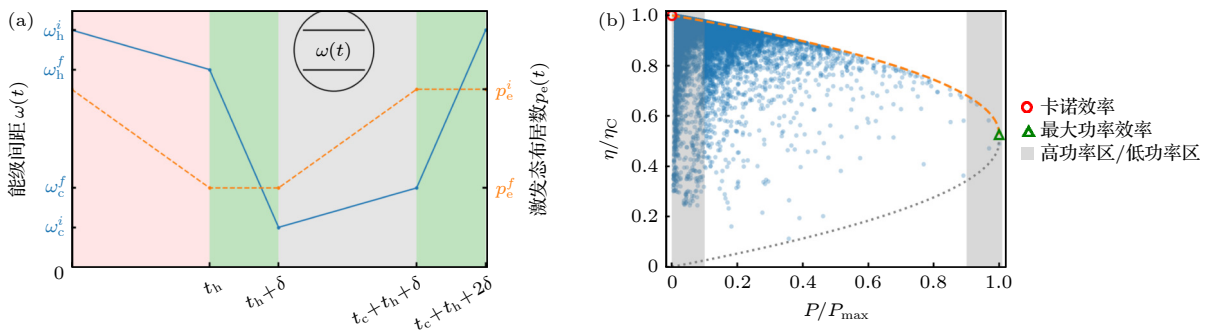 (a)
能级间距 ω(t)
ω_h^i
ω_h^f
ω_c^f
ω_c^i
0
ω(t)
t_h
t_h+δ
t_c+t_h+δ
t_c+t_h+2δ
p_e^i
p_e^f
激发态布居数p_e(t)
(b)
η/η_C
1.0
0.8
0.6
0.4
0.2
0
0 0.2 0.4 0.6 0.8 1.0
P/P_max
卡诺效率
最大功率效率
高功率区/低功率区